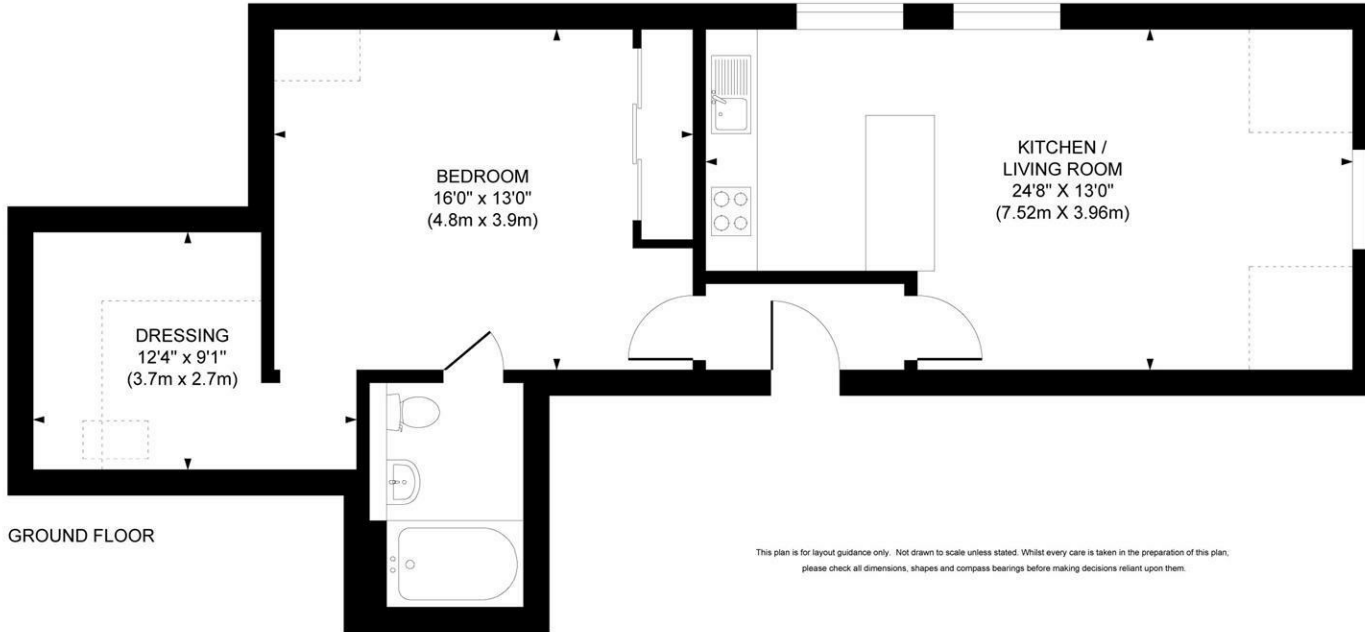 BEDROOM
16'0" x 13'0"
(4.8m x 3.9m)
KITCHEN /
LIVING ROOM
24'8" X 13'0"
(7.52m X 3.96m)
DRESSING
12'4" x 9'1"
(3.7m x 2.7m)
GROUND FLOOR
This plan is for layout guidance only. Not drawn to scale unless stated. Whilst every care is taken in the preparation of this plan,
please check all dimensions, shapes and compass bearings before making decisions reliant upon them.